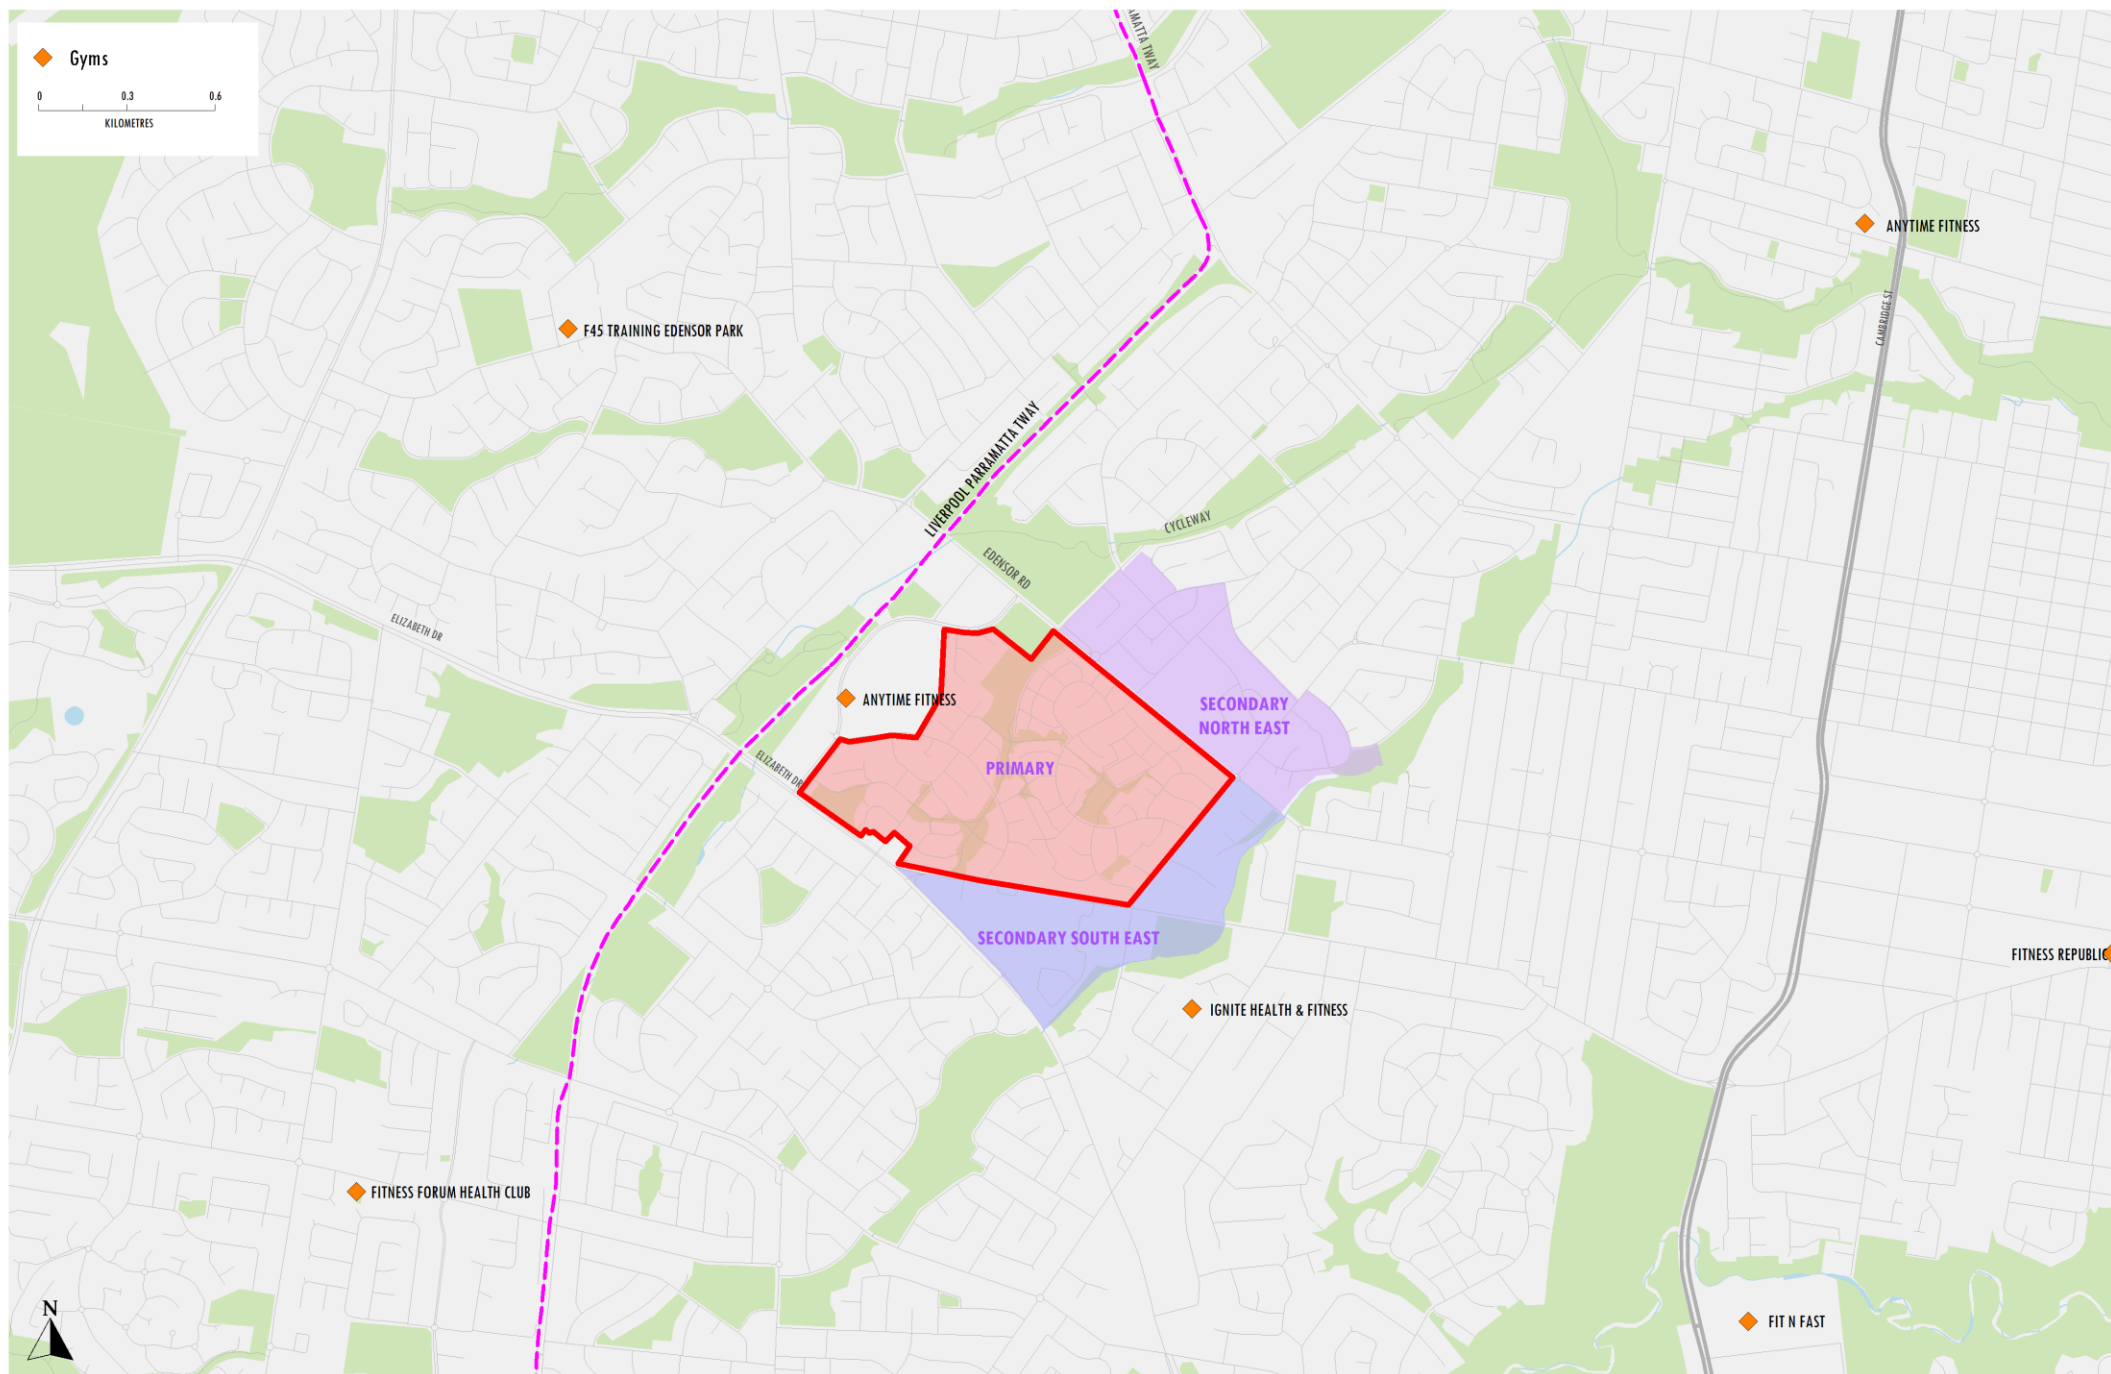 Gyms
0 0.3 0.6
KILOMETRES
AMATTA TWAY
ANYTIME FITNESS
CAMBRIDGE ST
F45 TRAINING EDENSOR PARK
LIVERPOOL PARRAMATTA TWAY
CYCLEWAY
EDENSOR RD
ELIZABETH DR
ANYTIME FITNESS
SECONDARY
NORTH EAST
ELIZABETH DR
PRIMARY
SECONDARY SOUTH EAST
FITNESS REPUBLIC
IGNITE HEALTH & FITNESS
FITNESS FORUM HEALTH CLUB
N
FIT N FAST